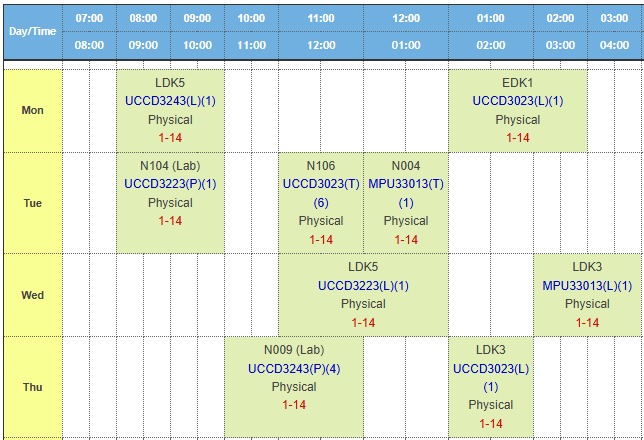 Day/Time 07:00 08:00 09:00 10:00 11:00 12:00 01:00 02:00 03:00
08:00 09:00 10:00 11:00 12:00 01:00 02:00 03:00 04:00
Mon
LDK5
UCCD3243(L)(1)
Physical
1-14
EDK1
UCCD3023(L)(1)
Physical
1-14
Tue
N104 (Lab)
UCCD3223(P)(1)
Physical
1-14
N106
UCCD3023(T)
(6)
Physical
1-14
N004
MPU33013(T)
(1)
Physical
1-14
Wed
LDK5
UCCD3223(L)(1)
Physical
1-14
LDK3
MPU33013(L)(1)
Physical
1-14
Thu
N009 (Lab)
UCCD3243(P)(4)
Physical
1-14
LDK3
UCCD3023(L)
(1)
Physical
1-14